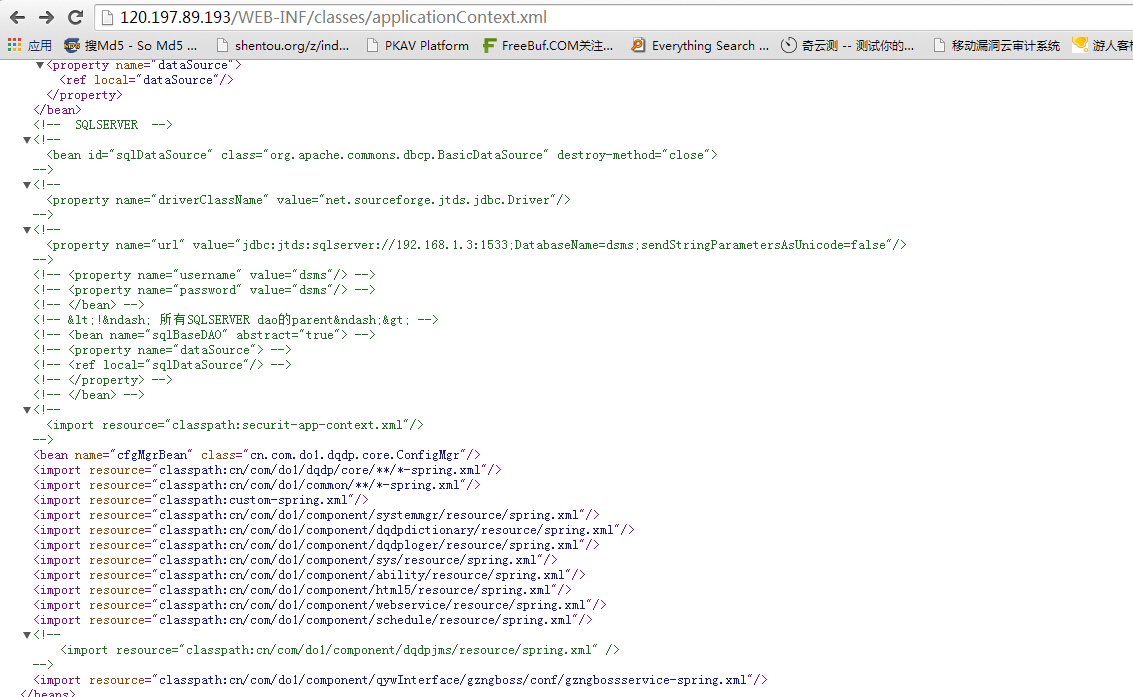 120.197.89.193/WEB-INF/classes/applicationContext.xml
应用 搜Md5 - So Md5 ... shentou.org/z/ind... PKAV Platform FreeBuf.COM关注... Everything Search ... 奇云测 -- 测试你的... 移动漏洞云审计系统 游人客栈
▼<property name="dataSource">
<ref local="dataSource"/>
</property>
</bean>
<!--  SQLSERVER  -->
▼<!--
<bean id="sqlDataSource" class="org.apache.commons.dbcp.BasicDataSource" destroy-method="close">
-->
▼<!--
<property name="driverClassName" value="net.sourceforge.jtds.jdbc.Driver"/>
-->
▼<!--
<property name="url" value="jdbc:jtds:sqlserver://192.168.1.3:1533;DatabaseName=dsms;sendStringParametersAsUnicode=false"/>
-->
<!-- <property name="username" value="dsms"/> -->
<!-- <property name="password" value="dsms"/> -->
<!-- </bean> -->
<!-- &lt;!&ndash; 所有SQLSERVER dao的parent&ndash;&gt; -->
<!-- <bean name="sqlBaseDAO" abstract="true"> -->
<!-- <property name="dataSource"> -->
<!-- <ref local="sqlDataSource"/> -->
<!-- </property> -->
<!-- </bean> -->
▼<!--
<import resource="classpath:securit-app-context.xml"/>
-->
<bean name="cfgMgrBean" class="cn.com.do1.dqdp.core.ConfigMgr"/>
<import resource="classpath:cn/com/do1/dqdp/core/**/*-spring.xml"/>
<import resource="classpath:cn/com/do1/common/**/*-spring.xml"/>
<import resource="classpath:custom-spring.xml"/>
<import resource="classpath:cn/com/do1/component/systemmgr/resource/spring.xml"/>
<import resource="classpath:cn/com/do1/component/dqdpdictionary/resource/spring.xml"/>
<import resource="classpath:cn/com/do1/component/dqdploger/resource/spring.xml"/>
<import resource="classpath:cn/com/do1/component/sys/resource/spring.xml"/>
<import resource="classpath:cn/com/do1/component/ability/resource/spring.xml"/>
<import resource="classpath:cn/com/do1/component/html5/resource/spring.xml"/>
<import resource="classpath:cn/com/do1/component/webservice/resource/spring.xml"/>
<import resource="classpath:cn/com/do1/component/schedule/resource/spring.xml"/>
▼<!--
<import resource="classpath:cn/com/do1/component/dqdpjms/resource/spring.xml" />
-->
<import resource="classpath:cn/com/do1/component/qywInterface/gzngboss/conf/gzngbossservice-spring.xml"/>
</beans>